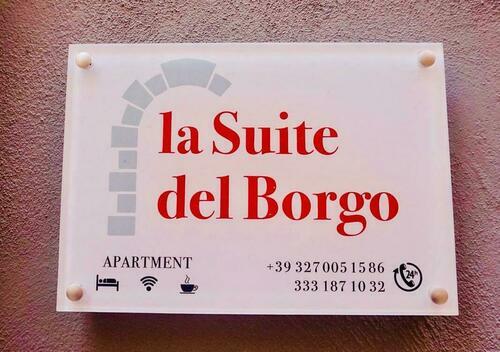 la Suite
del Borgo
APARTMENT
+39 327 005 15 86
333 187 10 32
24h